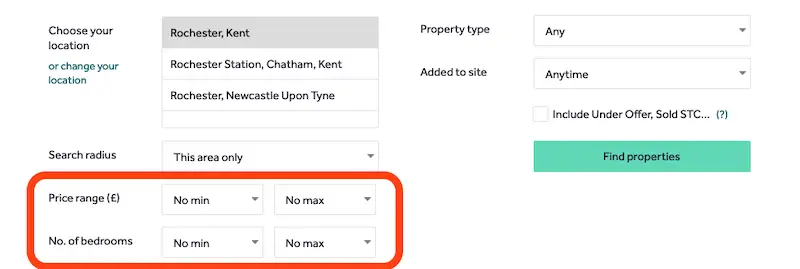 Choose your
location
or change your
location
Rochester, Kent
Rochester Station, Chatham, Kent
Rochester, Newcastle Upon Tyne
Search radius
This area only
Price range (£)
No min
No max
No. of bedrooms
No min
No max
Property type
Any
Added to site
Anytime
Include Under Offer, Sold STC... (?)
Find properties